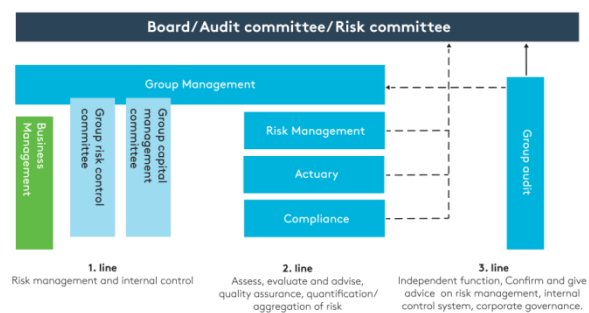 Board/Audit committee/Risk committee
Group Management
Business
Management
Group risk control
committee
Group capital
management
committee
Risk Management
Actuary
Compliance
Group audit
1. line
Risk management and internal control
2. line
Assess, evaluate and advise,
quality assurance, quantification/
aggregation of risk
3. line
Independent function, Confirm and give
advice on risk management, internal
control system, corporate governance.